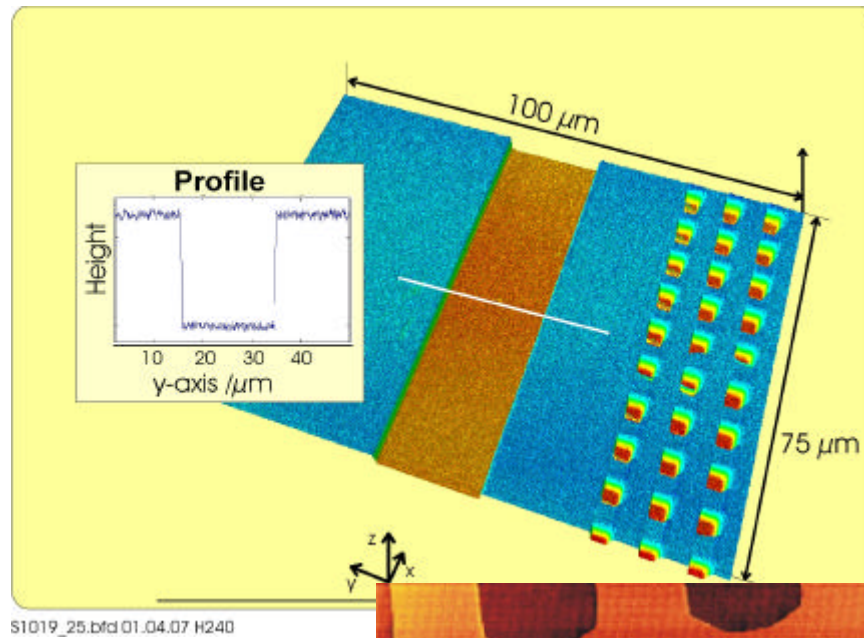 100 µm
Profile
Height
10 20 30 40
y-axis /µm
75 µm
z
y x
S1019_25.bfd 01.04.07 H240